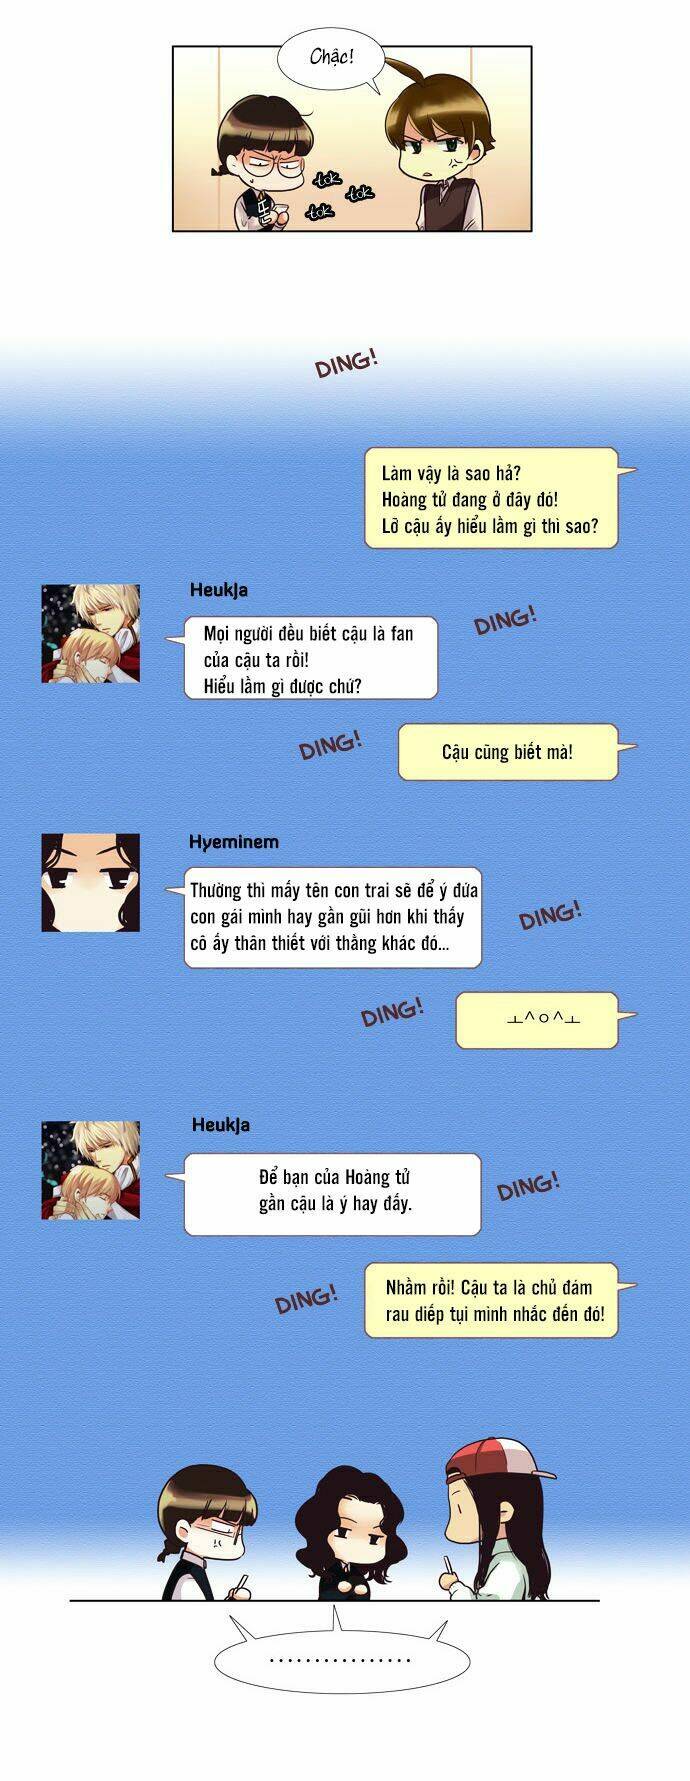 Chậc!
tok
tok
tok
tok
DING!
Làm vậy là sao hả?
Hoàng tử đang ở đây đó!
Lỡ cậu ấy hiểu lầm gì thì sao?
HeukJa
Mọi người đều biết cậu là fan
của cậu ta rồi!
Hiểu lầm gì được chứ?
DING!
DING!
Cậu cũng biết mà!
Hyeminem
Thường thì mấy tên con trai sẽ để ý đứa
con gái mình hay gần gũi hơn khi thấy
cô ấy thân thiết với thằng khác đó...
DING!
DING!
ㅗ^ㅇ^ㅗ
HeukJa
Để bạn của Hoàng tử
gần cậu là ý hay đấy.
DING!
DING!
Nhầm rồi! Cậu ta là chủ đám
rau diếp tụi mình nhắc đến đó!
................